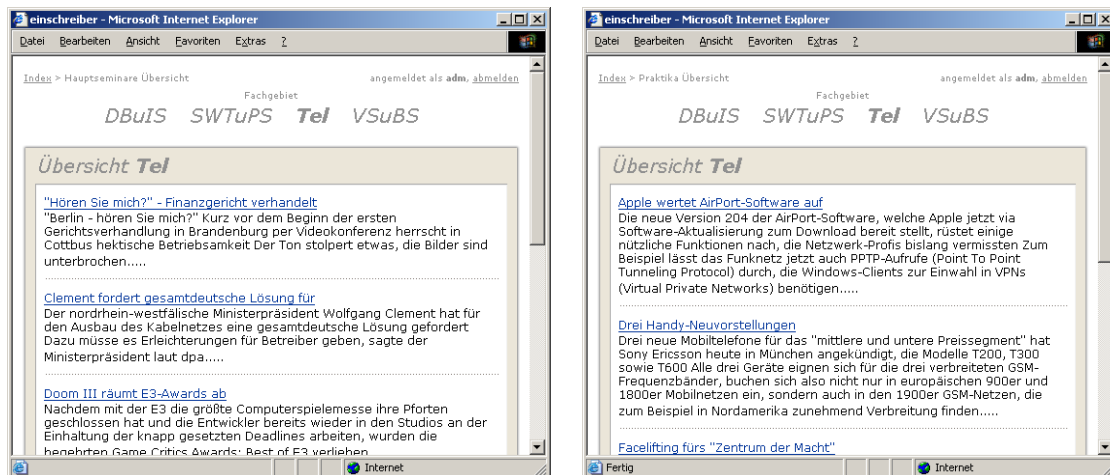 einschreiber - Microsoft Internet Explorer
Datei Bearbeiten Ansicht Favoriten Extras ?
Index > Hauptseminare Übersicht angemeldet als adm, abmelden
Fachgebiet
DBuIS SWTuPS Tel VSuBS
Übersicht Tel
"Hören Sie mich?" - Finanzgericht verhandelt
"Berlin - hören Sie mich?" Kurz vor dem Beginn der ersten
Gerichtsverhandlung in Brandenburg per Videokonferenz herrscht in
Cottbus hektische Betriebsamkeit Der Ton stolpert etwas, die Bilder sind
unterbrochen.....
Clement fordert gesamtdeutsche Lösung für
Der nordrhein-westfälische Ministerpräsident Wolfgang Clement hat für
den Ausbau des Kabelnetzes eine gesamtdeutsche Lösung gefordert
Dazu müsse es Erleichterungen für Betreiber geben, sagte der
Ministerpräsident laut dpa.....
Doom III räumt E3-Awards ab
Nachdem mit der E3 die größte Computerspielemesse ihre Pforten
geschlossen hat und die Entwickler bereits wieder in den Studios an der
Einhaltung der knapp gesetzten Deadlines arbeiten, wurden die
begehrten Game Critics Awards: Best of E3 verliehen
Internet
einschreiber - Microsoft Internet Explorer
Datei Bearbeiten Ansicht Favoriten Extras ?
Index > Praktika Übersicht angemeldet als adm, abmelden
Fachgebiet
DBuIS SWTuPS Tel VSuBS
Übersicht Tel
Apple wertet AirPort-Software auf
Die neue Version 204 der AirPort-Software, welche Apple jetzt via
Software-Aktualisierung zum Download bereit stellt, rüstet einige
nützliche Funktionen nach, die Netzwerk-Profis bislang vermissten Zum
Beispiel lässt das Funknetz jetzt auch PPTP-Aufrufe (Point To Point
Tunneling Protocol) durch, die Windows-Clients zur Einwahl in VPNs
(Virtual Private Networks) benötigen.....
Drei Handy-Neuvorstellungen
Drei neue Mobiltelefone für das "mittlere und untere Preissegment" hat
Sony Ericsson heute in München angekündigt, die Modelle T200, T300
sowie T600 Alle drei Geräte eignen sich für die drei verbreiteten GSM-
Frequenzbänder, buchen sich also nicht nur in europäischen 900er und
1800er Mobilnetzen ein, sondern auch in den 1900er GSM-Netzen, die
zum Beispiel in Nordamerika zunehmend Verbreitung finden.....
Facelifting fürs "Zentrum der Macht"
Fertig Internet